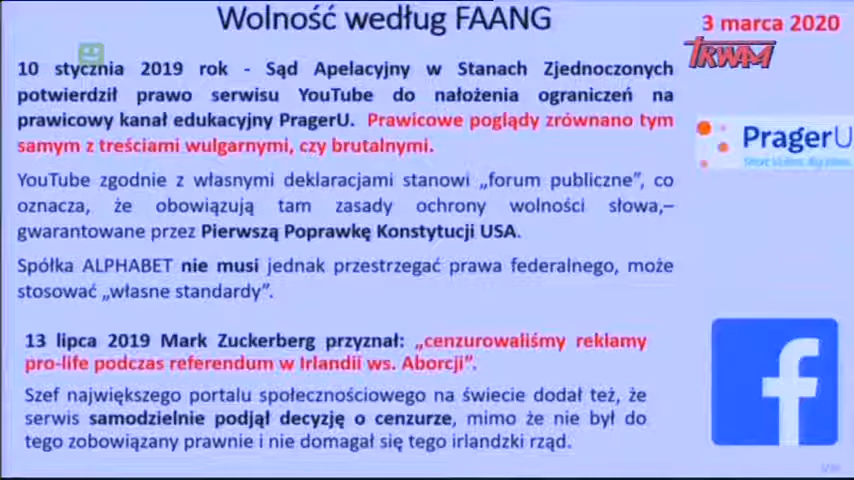 Wolność według FAANG
3 marca 2020
TRWAM
10 stycznia 2019 rok - Sąd Apelacyjny w Stanach Zjednoczonych
potwierdził prawo serwisu YouTube do nałożenia ograniczeń na
prawicowy kanał edukacyjny PragerU. Prawicowe poglądy zrównano tym
samym z treściami wulgarnymi, czy brutalnymi.
PragerU
YouTube zgodnie z własnymi deklaracjami stanowi „forum publiczne”, co
oznacza, że obowiązują tam zasady ochrony wolności słowa,–
gwarantowane przez Pierwszą Poprawkę Konstytucji USA.
Spółka ALPHABET nie musi jednak przestrzegać prawa federalnego, może
stosować „własne standardy”.
13 lipca 2019 Mark Zuckerberg przyznał: „cenzurowaliśmy reklamy
pro-life podczas referendum w Irlandii ws. Aborcji”.
Szef największego portalu społecznościowego na świecie dodał też, że
serwis samodzielnie podjął decyzję o cenzurze, mimo że nie był do
tego zobowiązany prawnie i nie domagał się tego irlandzki rząd.
f